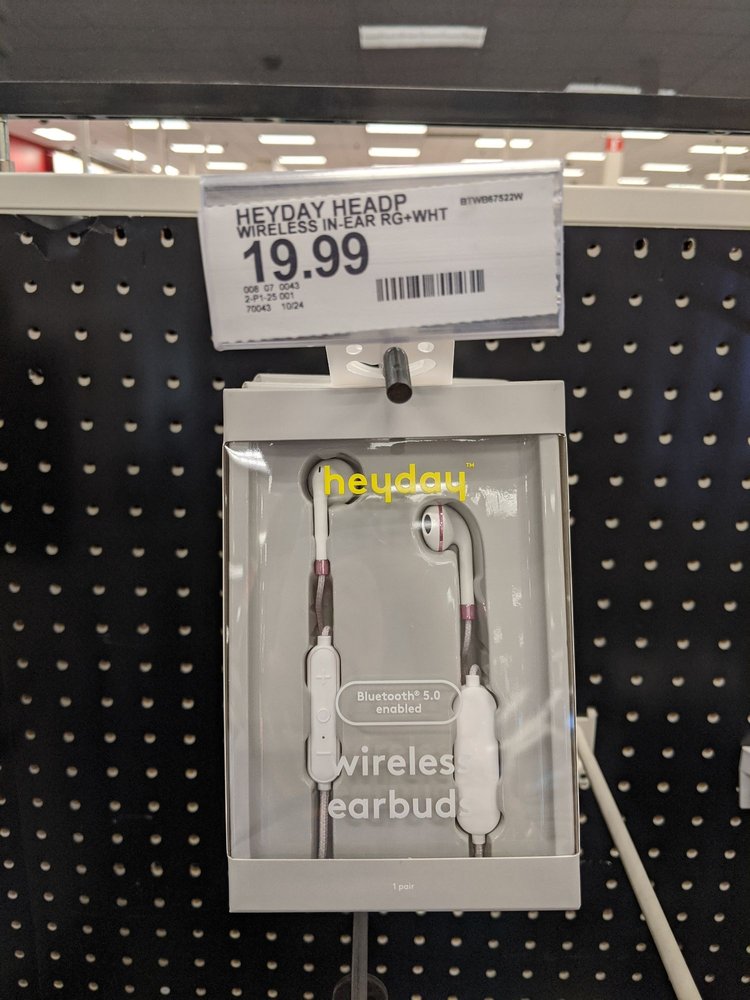 HEYDAY HEADP
BTWB67522W
WIRELESS IN-EAR RG+WHT
19.99
008 07 0043
2-P1-25 001
70043 10/24
heyday™
Bluetooth® 5.0
enabled
wireless
earbuds
1 pair